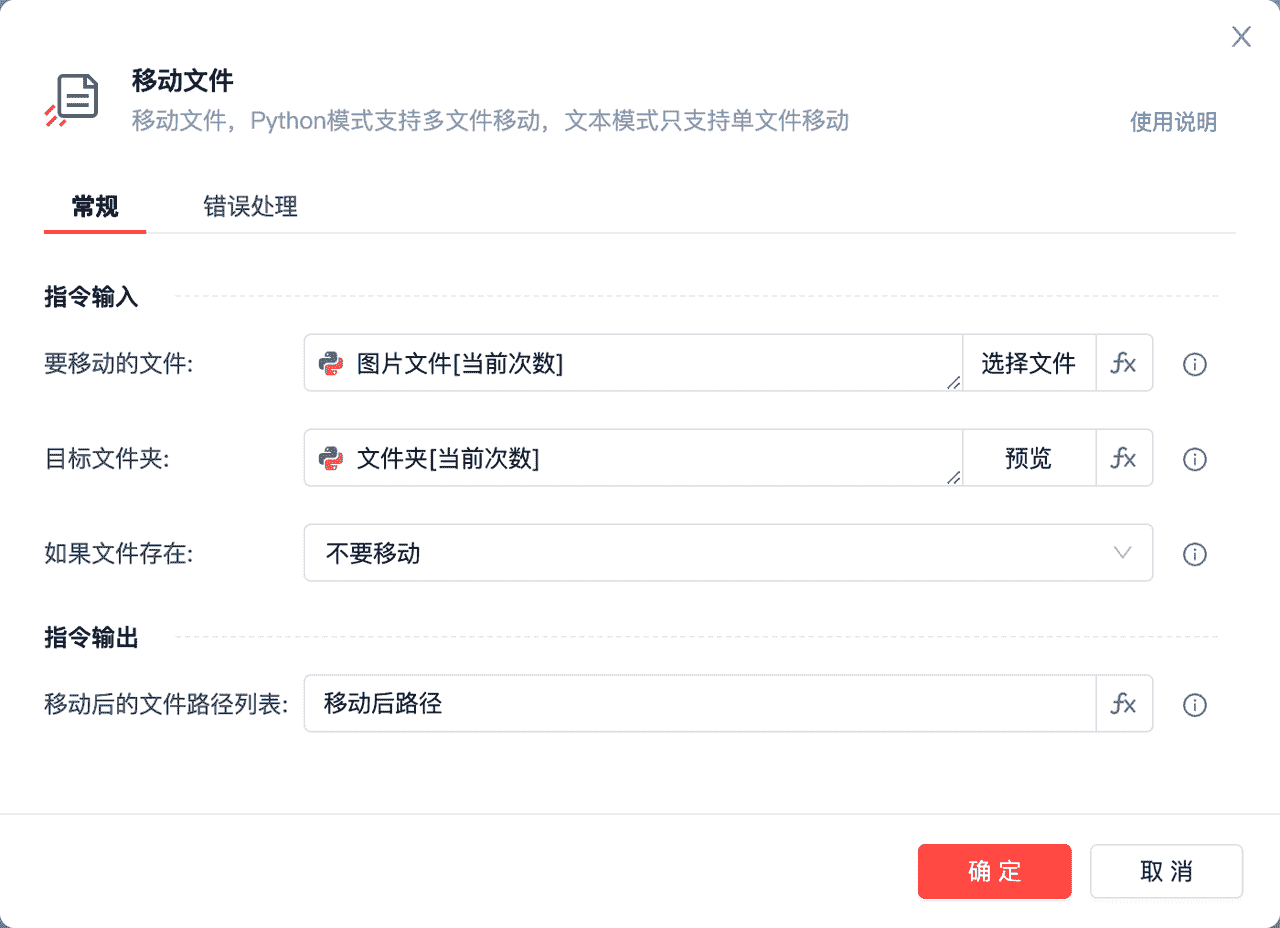 移动文件
移动文件，Python模式支持多文件移动，文本模式只支持单文件移动
使用说明
常规
错误处理
指令输入
要移动的文件:
图片文件[当前次数]
选择文件
fx
目标文件夹:
文件夹[当前次数]
预览
fx
如果文件存在:
不要移动
指令输出
移动后的文件路径列表:
移动后路径
fx
确 定
取 消